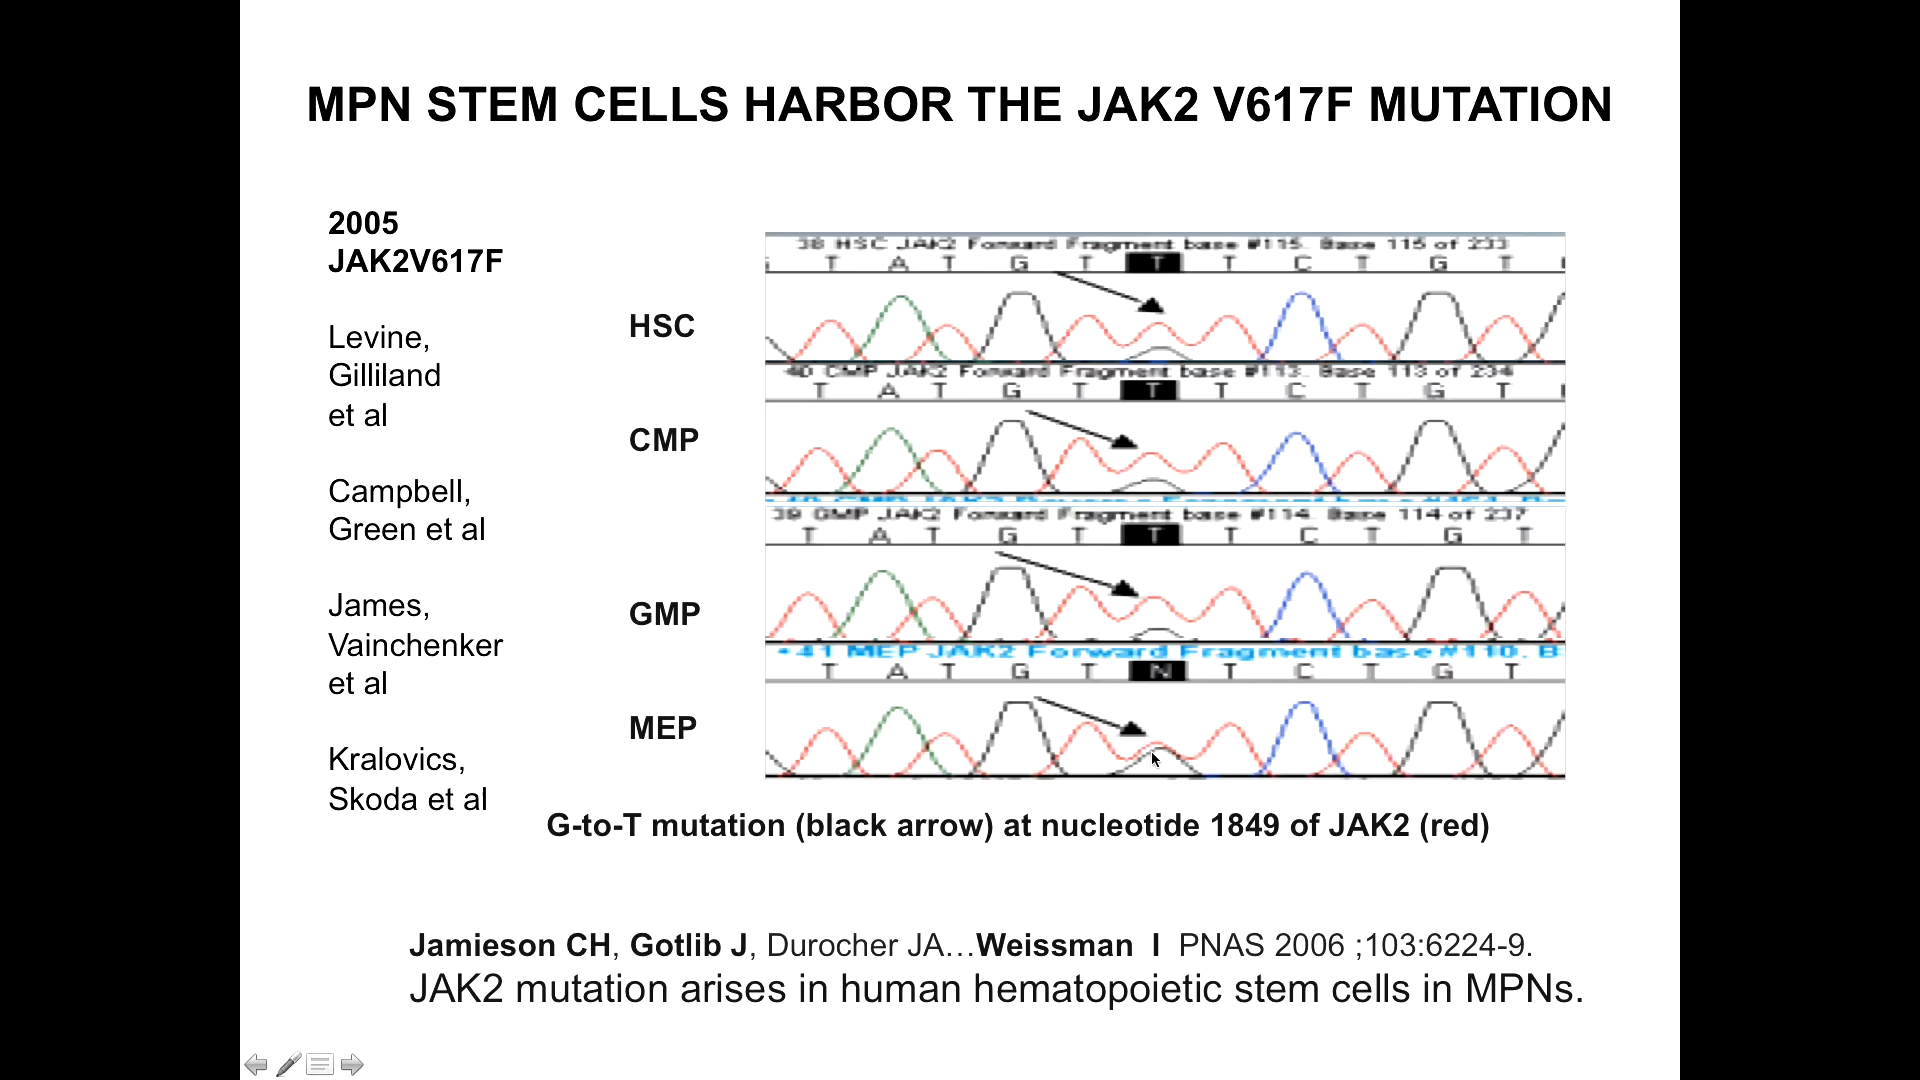 MPN STEM CELLS HARBOR THE JAK2 V617F MUTATION
2005
JAK2V617F
Levine,
Gilliland
et al
Campbell,
Green et al
James,
Vainchenker
et al
Kralovics,
Skoda et al
HSC
38 HSC JAK2 Forward Fragment base #115. Base 115 of 233
T A T G T T T C T G T
CMP
40 CMP JAK2 Forward Fragment base #113. Base 113 of 234
T A T G T T T C T G T
GMP
39 GMP JAK2 Forward Fragment base #114. Base 114 of 237
T A T G T T T C T G T
MEP
41 MEP JAK2 Forward Fragment base #110. B
T A T G T N T C T G T
G-to-T mutation (black arrow) at nucleotide 1849 of JAK2 (red)
Jamieson CH, Gotlib J, Durocher JA…Weissman I PNAS 2006 ;103:6224-9.
JAK2 mutation arises in human hematopoietic stem cells in MPNs.